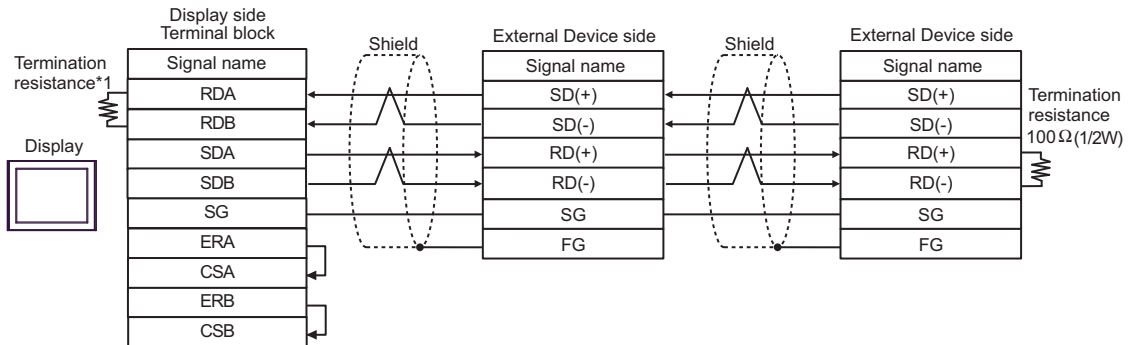 Display side
Terminal block
Shield
External Device side
Shield
External Device side
Termination
resistance*1
Signal name
Signal name
Signal name
RDA
SD(+)
SD(+)
Termination
resistance
100Ω(1/2W)
RDB
SD(-)
SD(-)
Display
SDA
RD(+)
RD(+)
SDB
RD(-)
RD(-)
SG
SG
SG
ERA
FG
FG
CSA
ERB
CSB